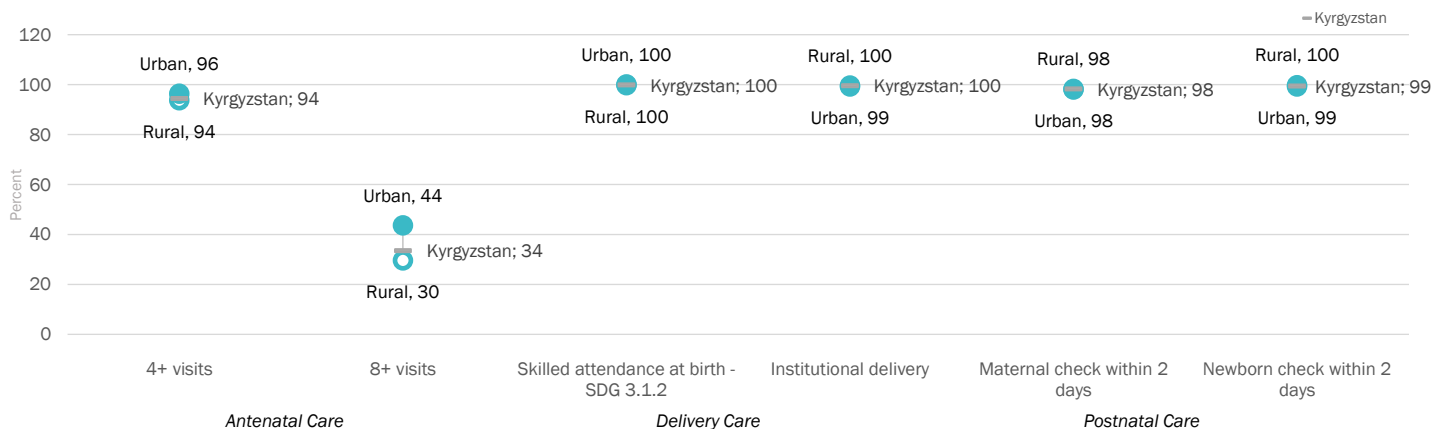 Kyrgyzstan
120
100
80
60
40
20
0
Percent
Urban, 96
Kyrgyzstan; 94
Rural, 94
Urban, 44
Kyrgyzstan; 34
Rural, 30
Urban, 100
Kyrgyzstan; 100
Rural, 100
Rural, 100
Kyrgyzstan; 100
Urban, 99
Rural, 98
Kyrgyzstan; 98
Urban, 98
Rural, 100
Kyrgyzstan; 99
Urban, 99
4+ visits
8+ visits
Skilled attendance at birth -
SDG 3.1.2
Institutional delivery
Maternal check within 2
days
Newborn check within 2
days
Antenatal Care
Delivery Care
Postnatal Care